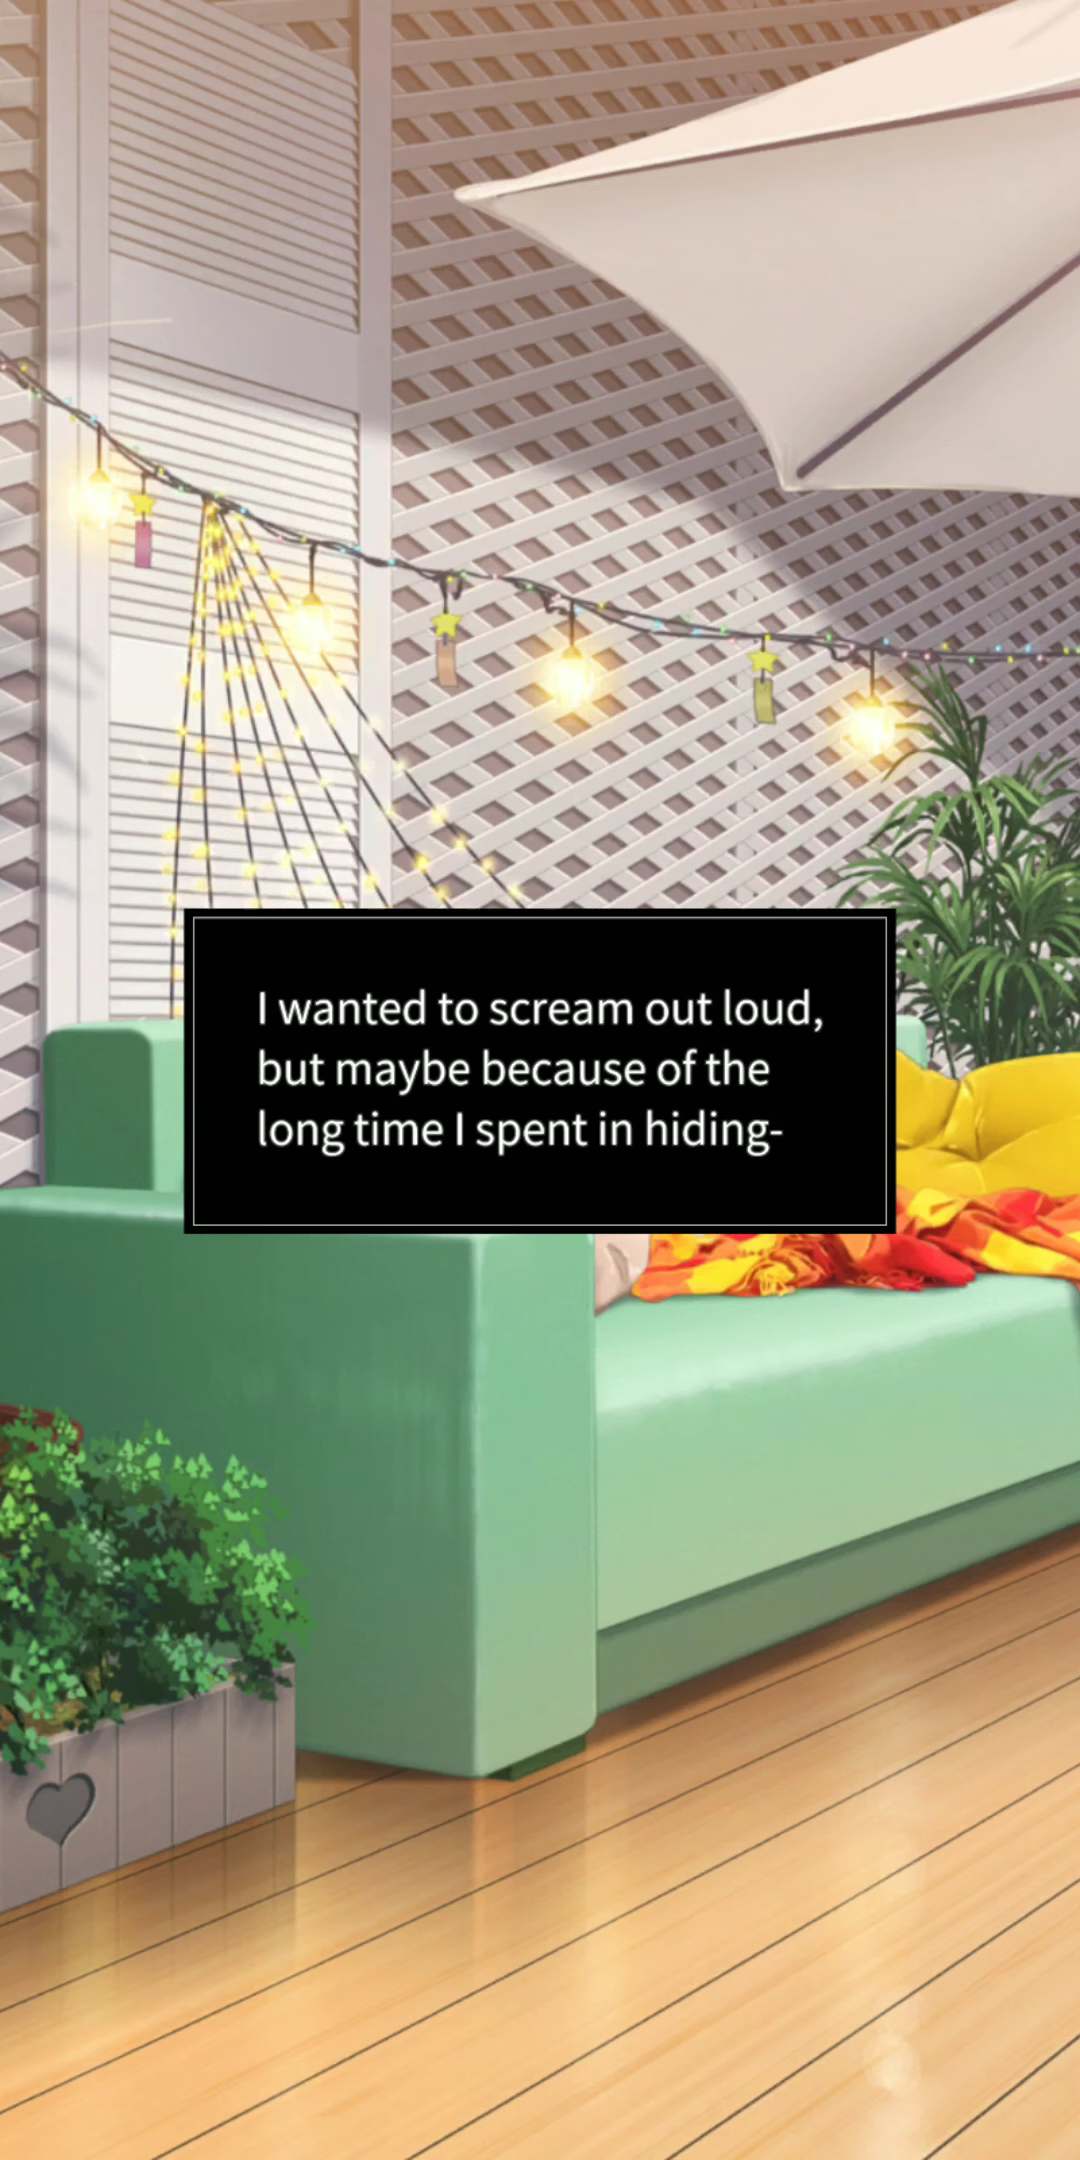 I wanted to scream out loud,
but maybe because of the
long time I spent in hiding-